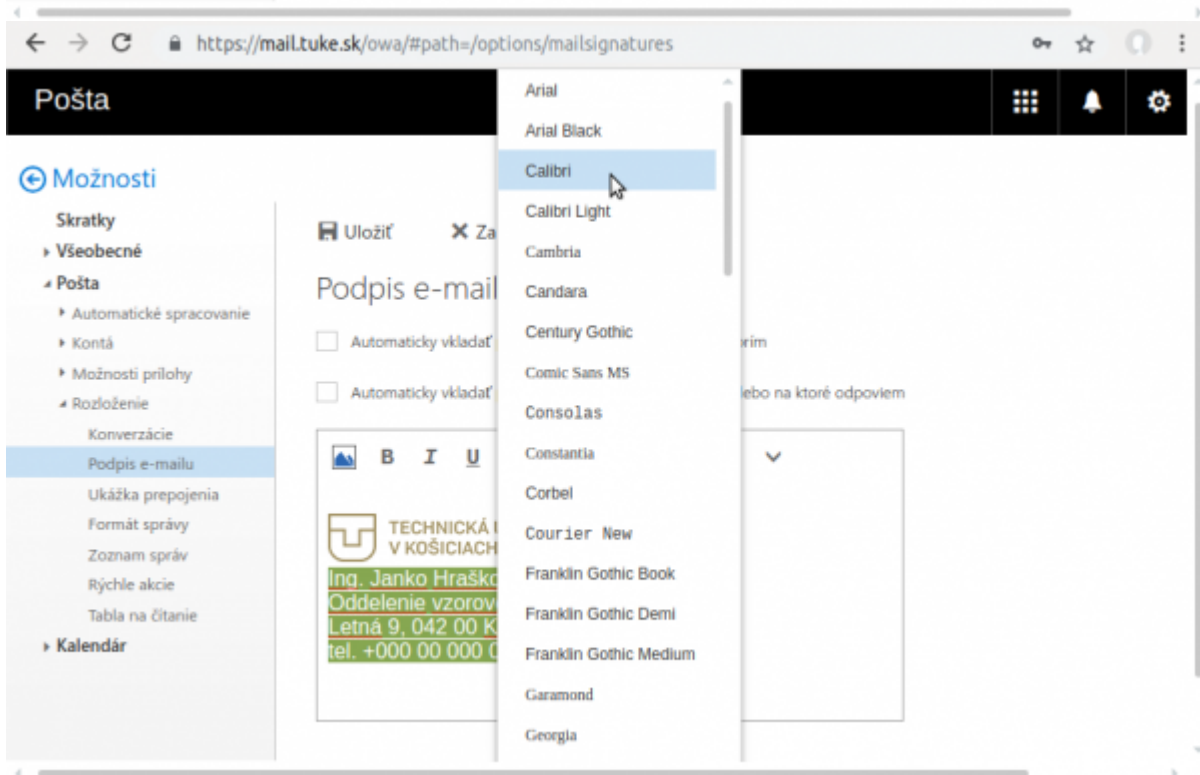 https://mail.tuke.sk/owa/#path=/options/mailsignatures
Pošta
Možnosti
Skratky
Všeobecné
Pošta
Automatické spracovanie
Kontá
Možnosti prílohy
Rozloženie
Konverzácie
Podpis e-mailu
Ukážka prepojenia
Formát správy
Zoznam správ
Rýchle akcie
Tabla na čítanie
Kalendár
Uložiť Za
Podpis e-mail
Automaticky vkladať
Automaticky vkladať lebo na ktoré odpoviem
B I U
TECHNICKÁ
V KOŠICIACH
Ing. Janko Hraško
Oddelenie vzorov
Letná 9, 042 00 K
tel. +000 00 000 0
Arial
Arial Black
Calibri
Calibri Light
Cambria
Candara
Century Gothic
Comic Sans MS
Consolas
Constantia
Corbel
Courier New
Franklin Gothic Book
Franklin Gothic Demi
Franklin Gothic Medium
Garamond
Georgia